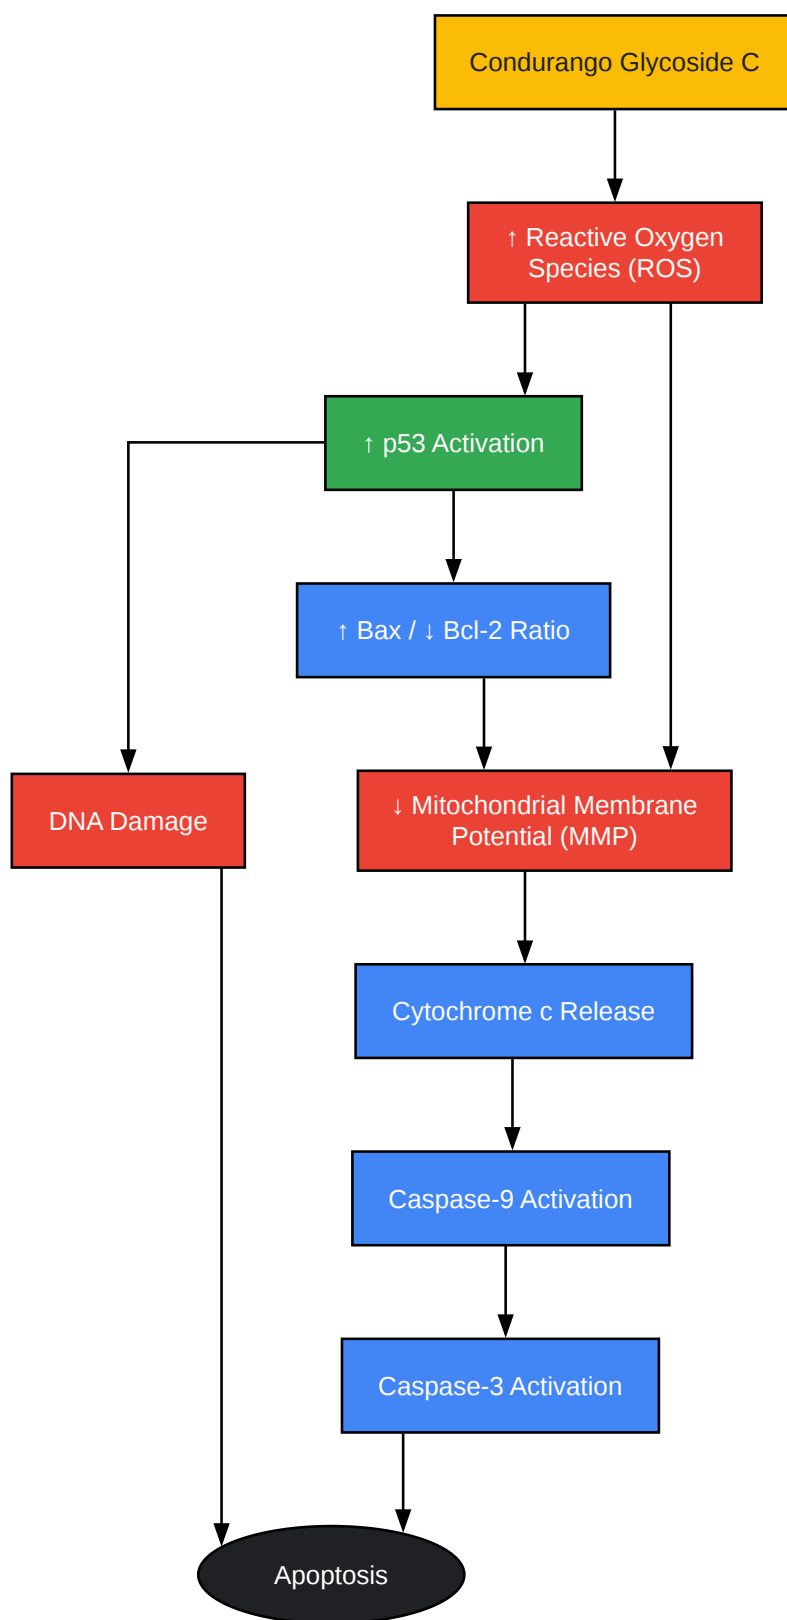 Condurango Glycoside C
↑ Reactive Oxygen
Species (ROS)
↑ p53 Activation
↑ Bax / ↓ Bcl-2 Ratio
DNA Damage
↓ Mitochondrial Membrane
Potential (MMP)
Cytochrome c Release
Caspase-9 Activation
Caspase-3 Activation
Apoptosis